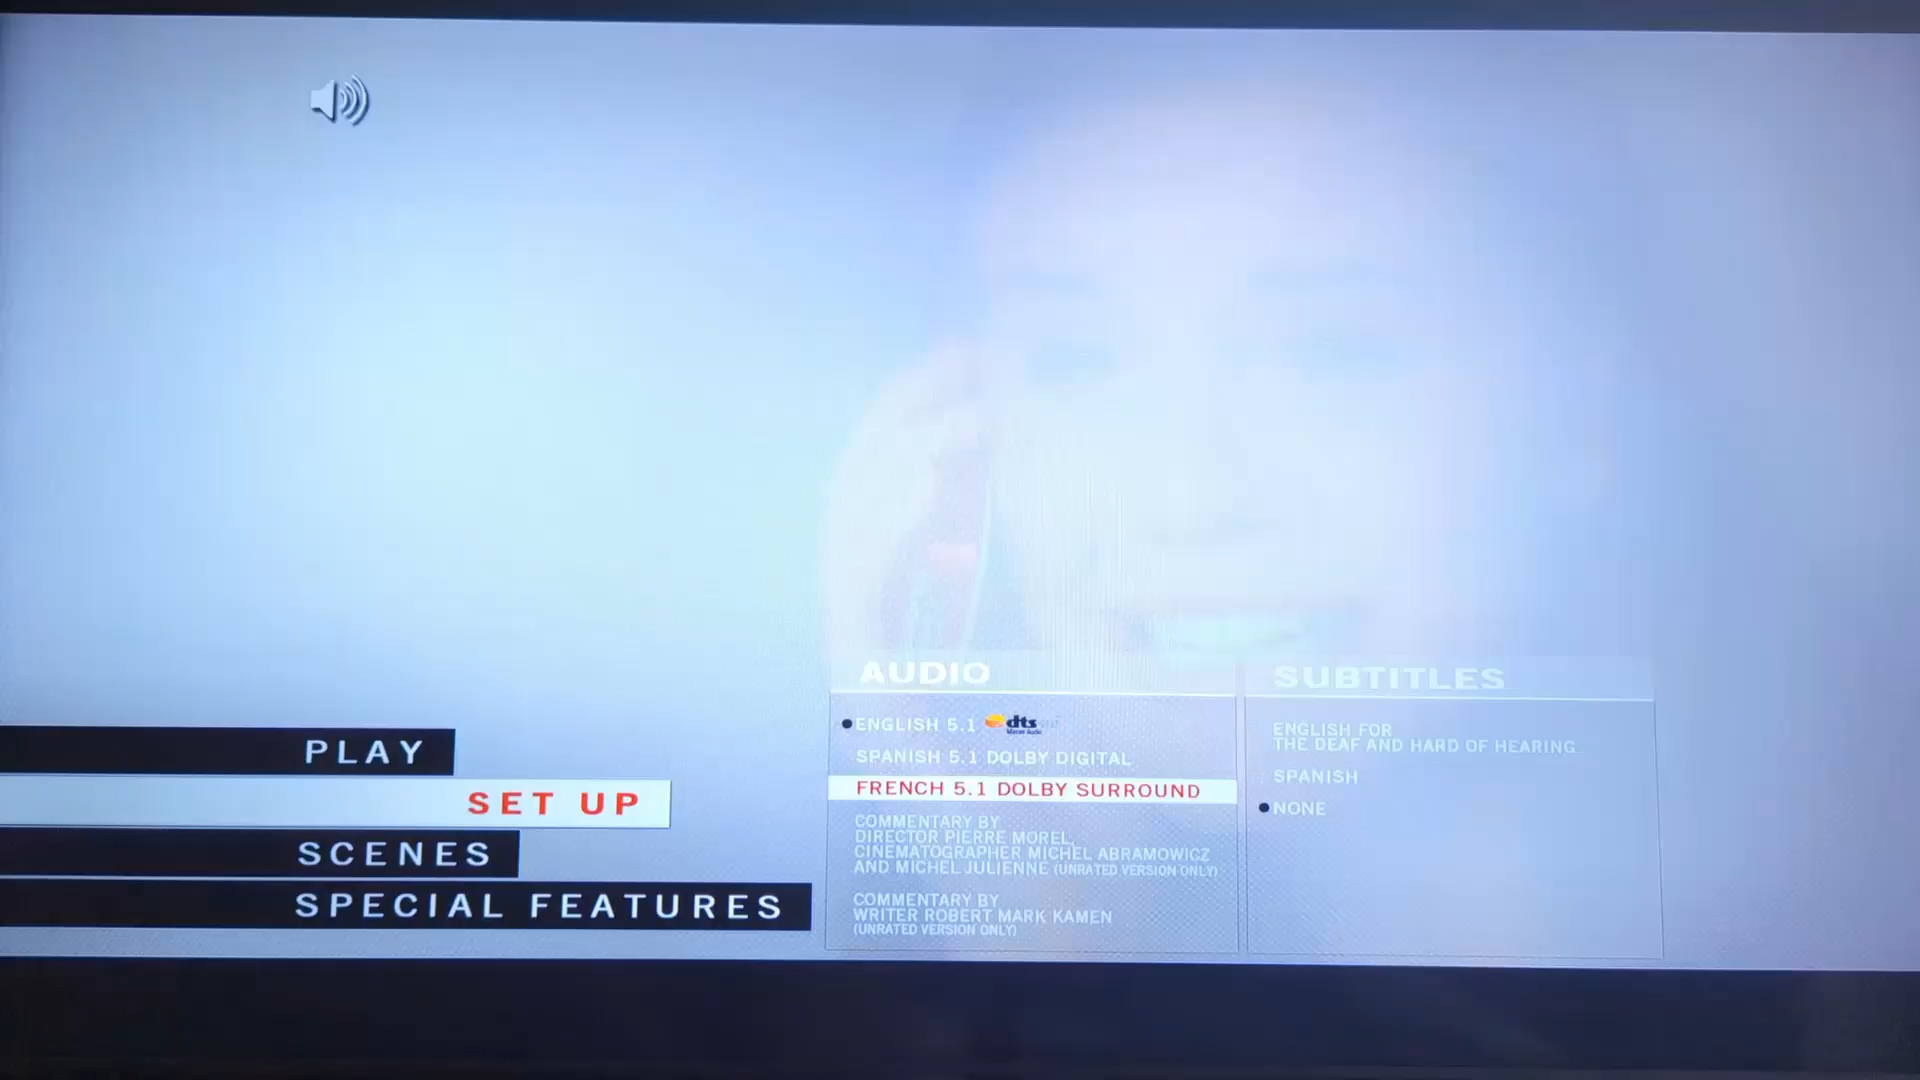 PLAY
SET UP
SCENES
SPECIAL FEATURES
AUDIO
ENGLISH 5.1 dts
Master Audio
SPANISH 5.1 DOLBY DIGITAL
FRENCH 5.1 DOLBY SURROUND
COMMENTARY BY
DIRECTOR PIERRE MOREL,
CINEMATOGRAPHER MICHEL ABRAMOWICZ
AND MICHEL JULIENNE (UNRATED VERSION ONLY)
COMMENTARY BY
WRITER ROBERT MARK KAMEN
(UNRATED VERSION ONLY)
SUBTITLES
ENGLISH FOR
THE DEAF AND HARD OF HEARING
SPANISH
NONE